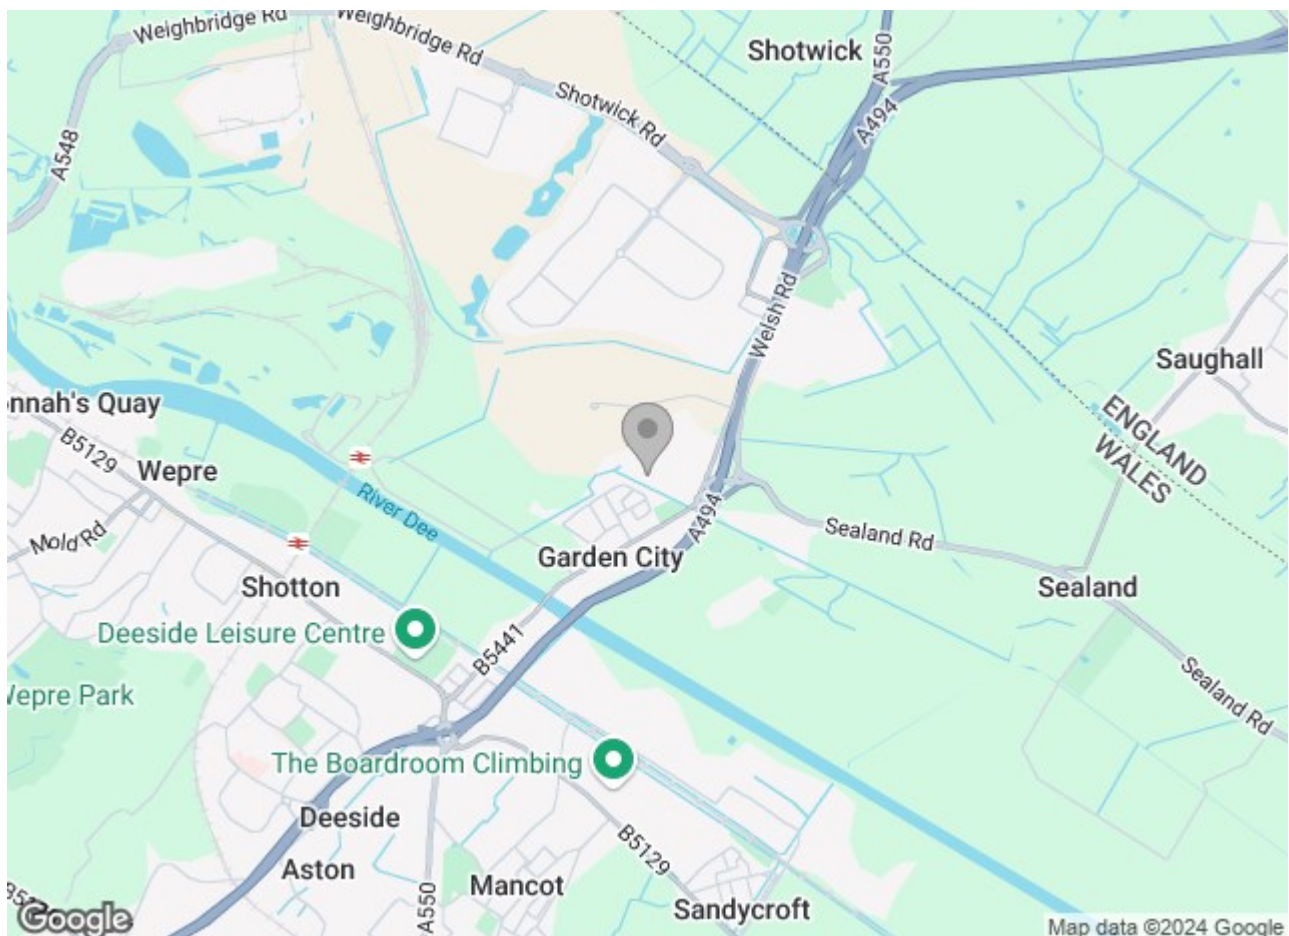 Weighbridge Rd
Weighbridge Rd
Shotwick
A550
Shotwick Rd
A494
A548
Welsh Rd
Saughall
ENGLAND
WALES
onnah's Quay
B5129
Wepre
River Dee
A494
Mold Rd
Sealand Rd
Garden City
Shotton
Sealand
Deeside Leisure Centre
B5441
Wepre Park
Sealand Rd
The Boardroom Climbing
Deeside
B5129
Aston
Mancot
A550
Sandycroft
Google
Map data ©2024 Google